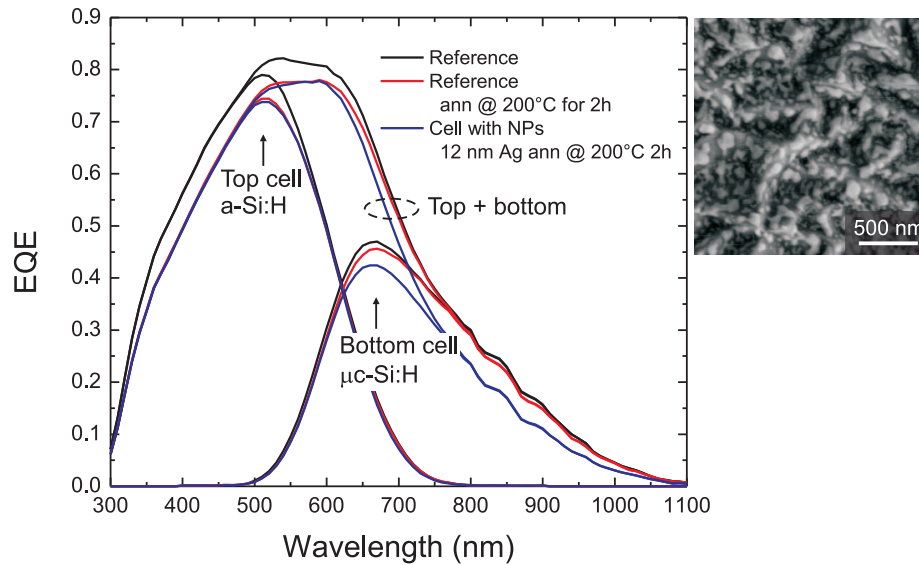 EQE
0.9
0.8
0.7
0.6
0.5
0.4
0.3
0.2
0.1
0.0
Reference
Reference
ann @ 200°C for 2h
Cell with NPs
12 nm Ag ann @ 200°C 2h
Top cell
a-Si:H
Top + bottom
Bottom cell
μc-Si:H
300 400 500 600 700 800 900 1000 1100
Wavelength (nm)
500 nm